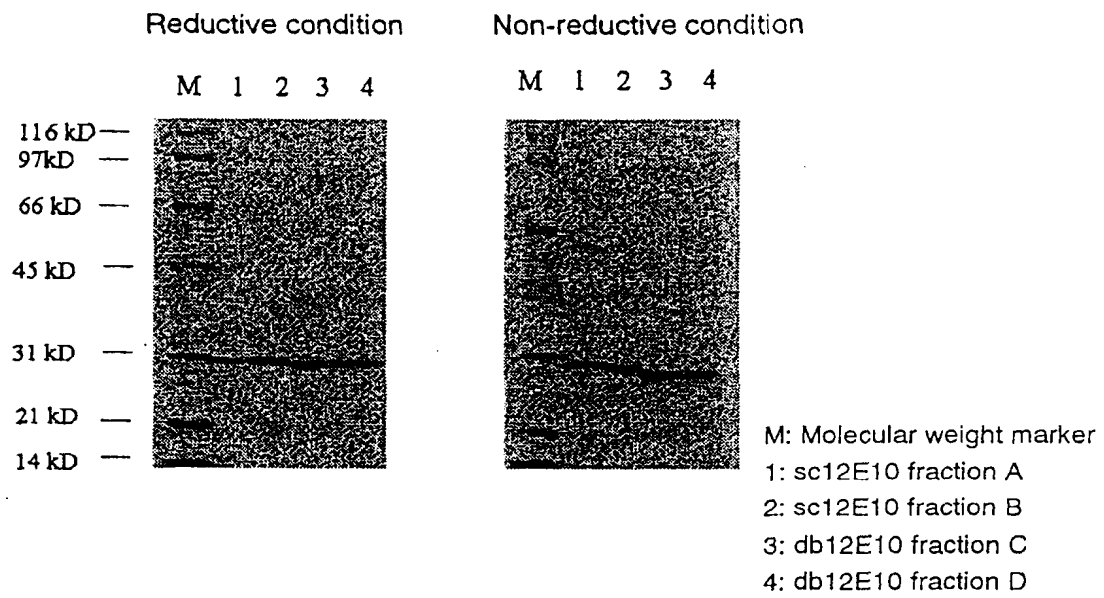 Reductive condition
Non-reductive condition
M 1 2 3 4
M 1 2 3 4
116 kD
97kD
66 kD
45 kD
31 kD
21 kD
14 kD
M: Molecular weight marker
1: sc12E10 fraction A
2: sc12E10 fraction B
3: db12E10 fraction C
4: db12E10 fraction D